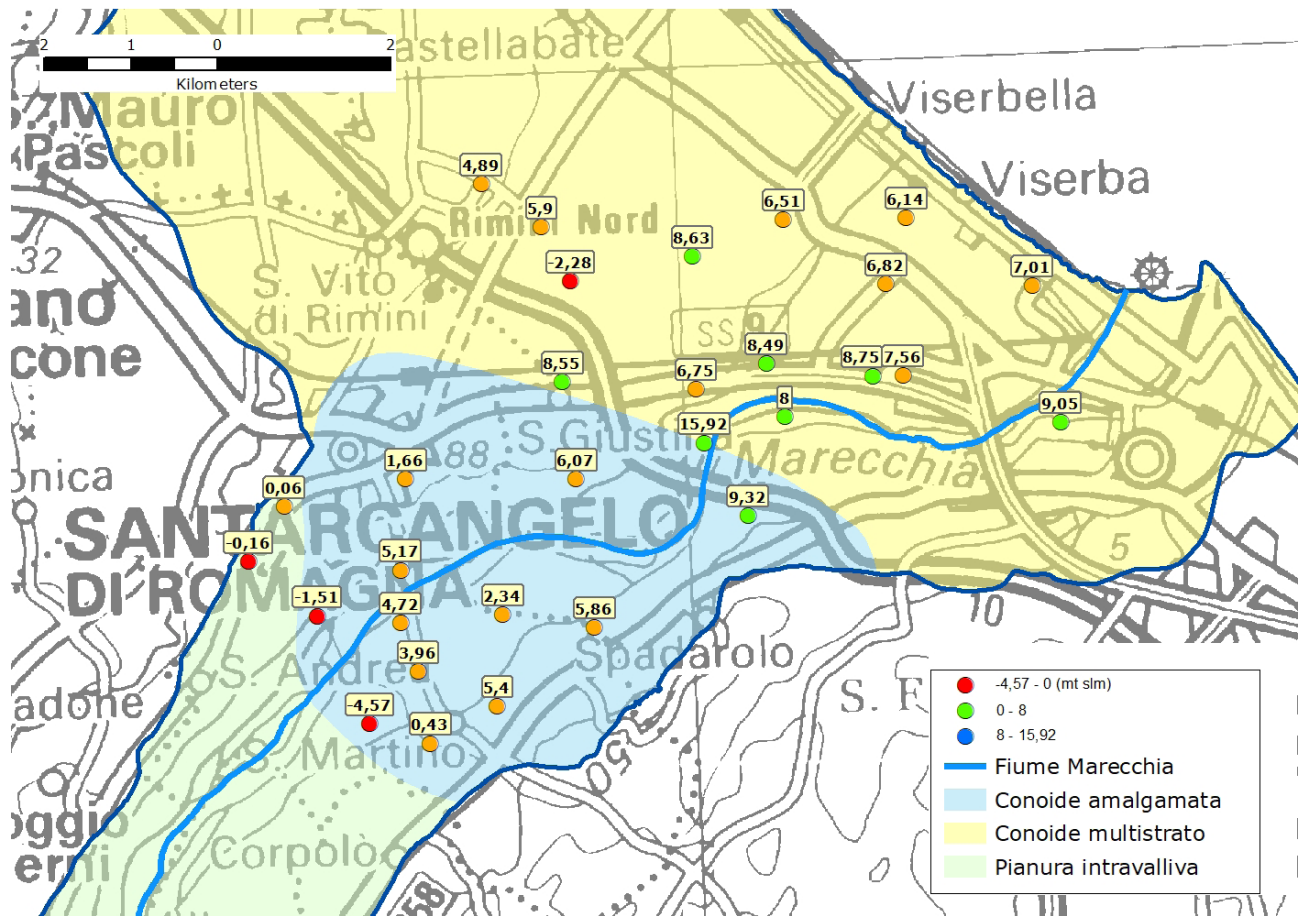 2 1 0 2
Kilometers
astellabate
Viserbella
Mauro
Pascoli
Viserba
4,89
5,9
6,51
6,14
Rimini Nord
8,63
-2,28
6,82
7,01
32
S. Vito
di Rimini
ano
cone
SS 9
8,49
8,55
8,75
7,56
6,75
8
9,05
15,92
S. Giustina
Marecchia
88
1,66
6,07
onica
0,06
9,32
SANTARCANGELO
DI ROMAGNA
-0,16
5,17
5
-1,51
4,72
2,34
5,86
10
Spadarolo
3,96
S. Andrea
adone
5,4
-4,57
0,43
S. F
S. Martino
50
oggio
erni
Corpolò
258
-4,57 - 0 (mt slm)
0 - 8
8 - 15,92
Fiume Marecchia
Conoide amalgamata
Conoide multistrato
Pianura intravalliva